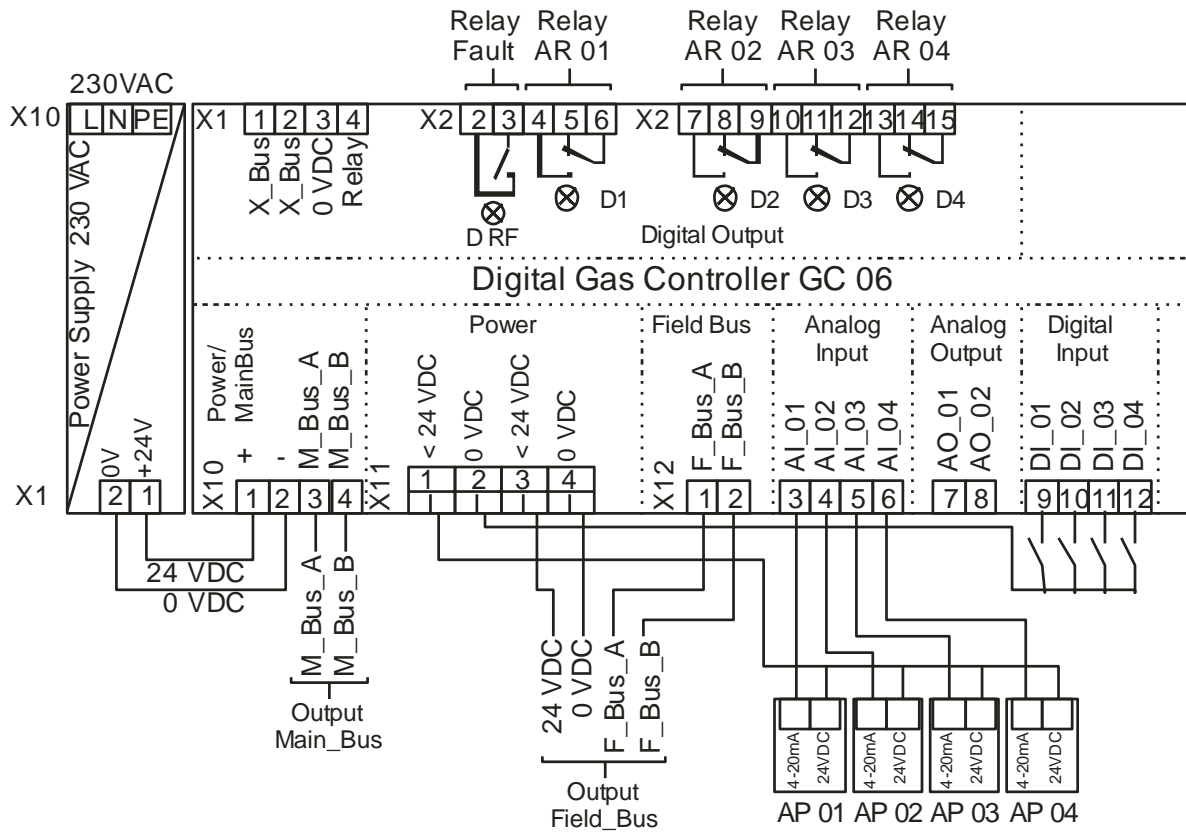 Relay Fault
Relay AR 01
Relay AR 02
Relay AR 03
Relay AR 04
230VAC
X10 L N PE
X1 1 2 3 4
X2 2 3 4 5 6
X2 7 8 9 10 11 12 13 14 15
X_Bus
X_Bus
0 VDC
Relay
D RF
D1
D2
D3
D4
Digital Output
Power Supply 230 VAC
Digital Gas Controller GC 06
Power/
MainBus
Power
Field Bus
Analog
Input
Analog
Output
Digital
Input
0V
+24V
X10
+
-
M_Bus_A
M_Bus_B
X11
< 24 VDC
0 VDC
< 24 VDC
0 VDC
X12
F_Bus_A
F_Bus_B
AI_01
AI_02
AI_03
AI_04
AO_01
AO_02
DI_01
DI_02
DI_03
DI_04
X1
2 1
1 2 3 4
1 2 3 4
1 2
3 4 5 6
7 8
9 10 11 12
24 VDC
0 VDC
M_Bus_A
M_Bus_B
Output
Main_Bus
24 VDC
0 VDC
F_Bus_A
F_Bus_B
Output
Field_Bus
4-20mA
24VDC
4-20mA
24VDC
4-20mA
24VDC
4-20mA
24VDC
AP 01 AP 02 AP 03 AP 04